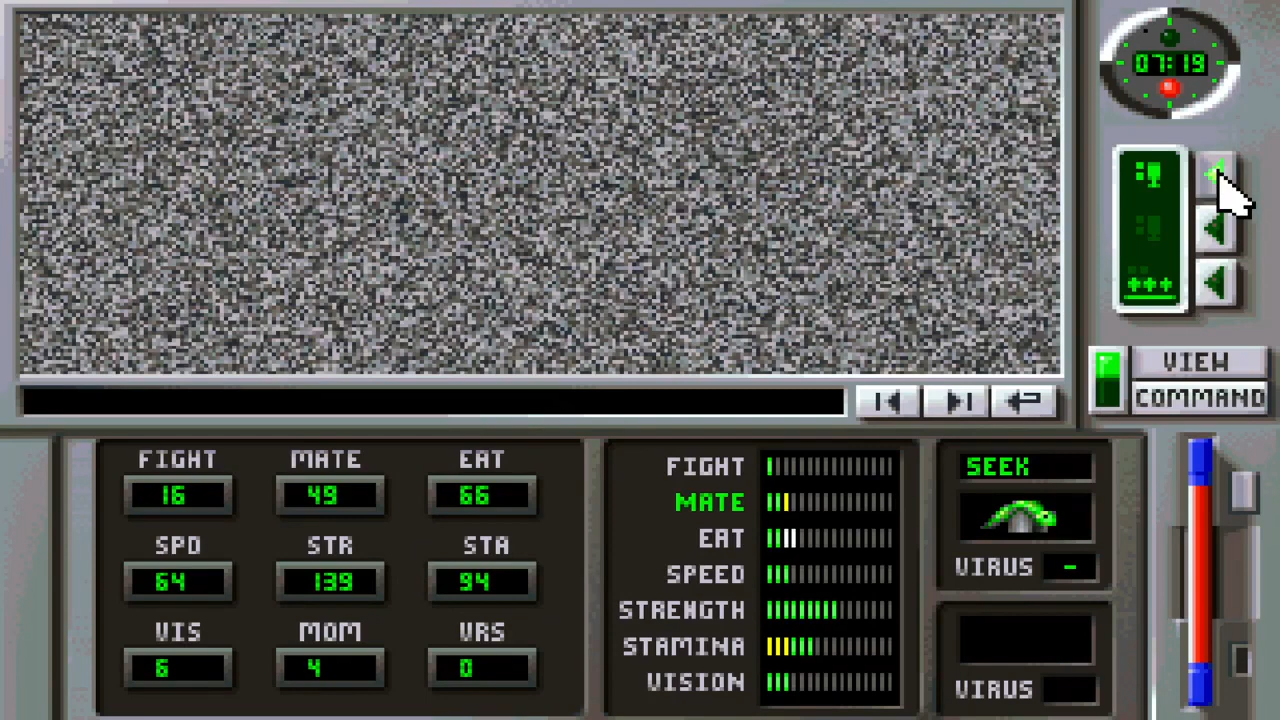 07:19
VIEW
COMMAND
FIGHT MATE EAT
16 49 66
SPD STR STA
64 139 94
VIS MOM VRS
6 4 0
FIGHT
MATE
EAT
SPEED
STRENGTH
STAMINA
VISION
SEEK
VIRUS -
VIRUS